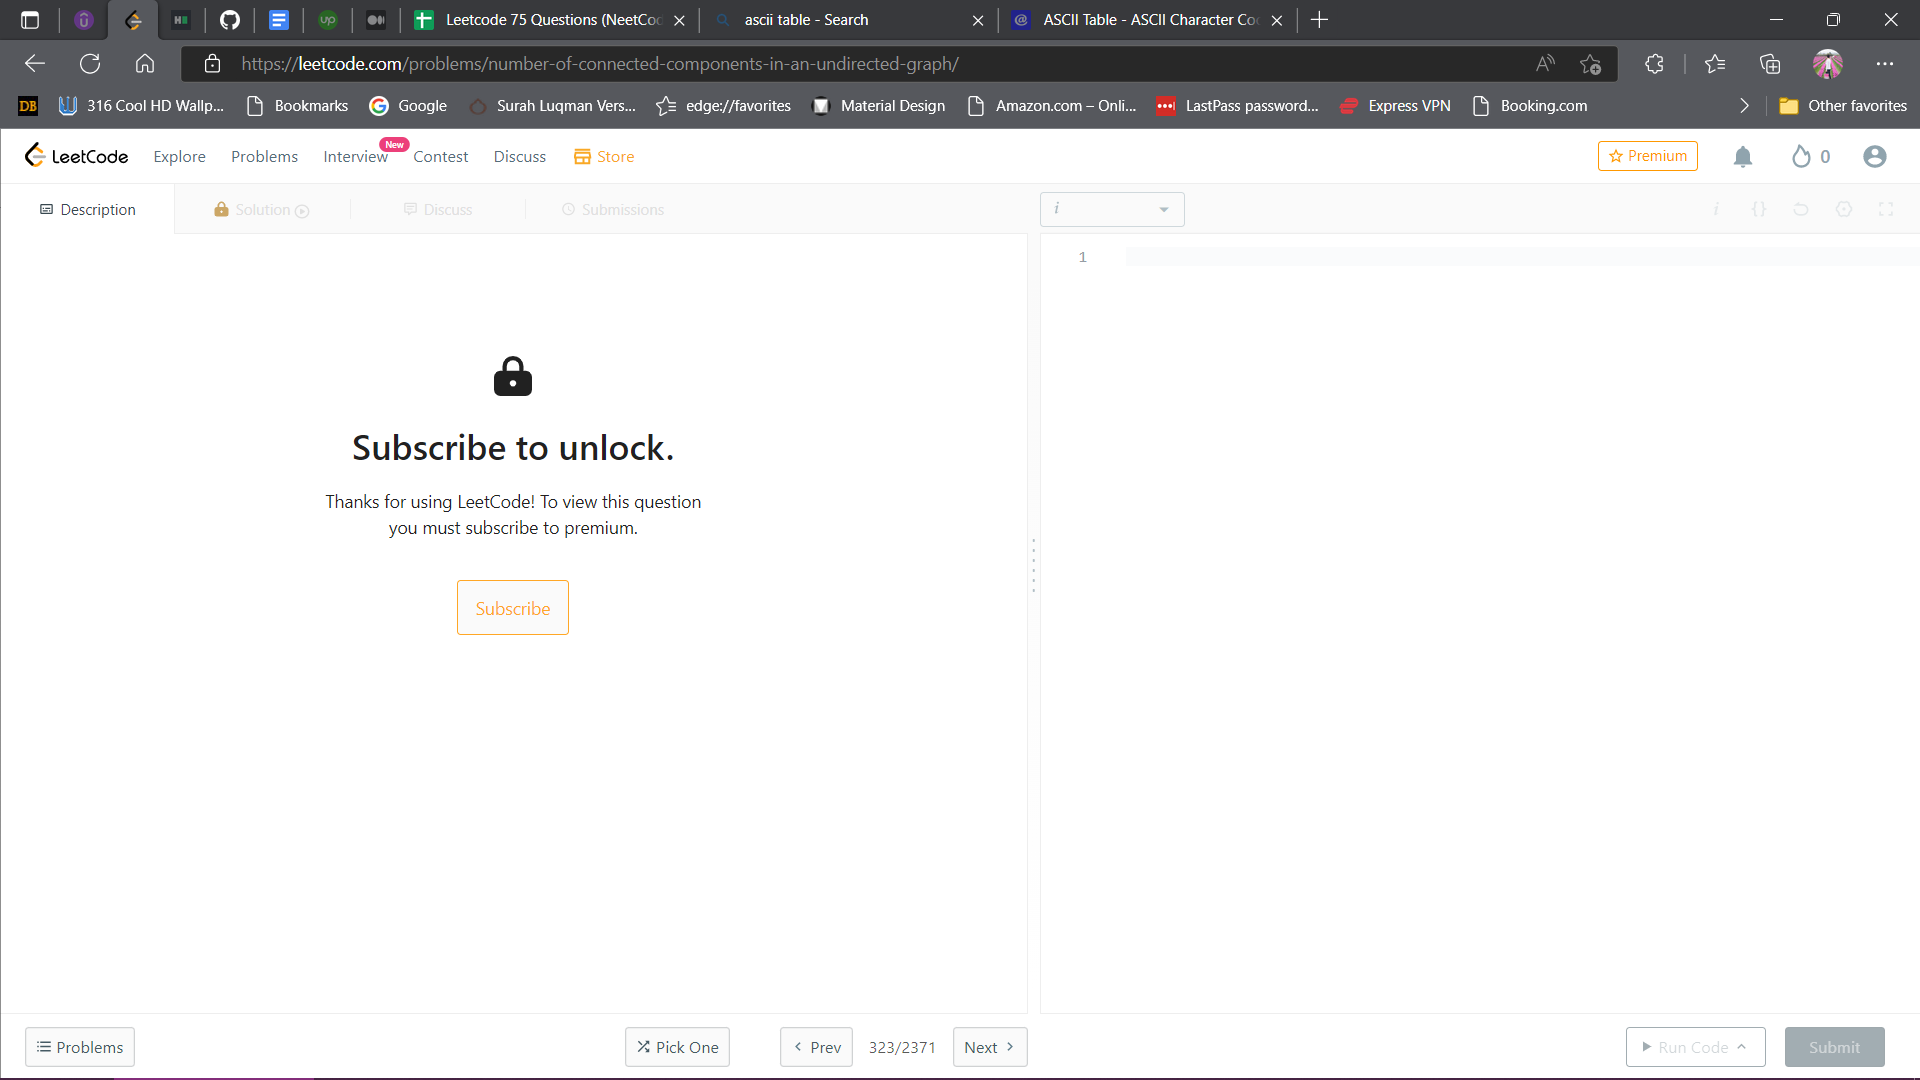 Leetcode 75 Questions (NeetCo
ascii table - Search
ASCII Table - ASCII Character Co
https://leetcode.com/problems/number-of-connected-components-in-an-undirected-graph/
DB
316 Cool HD Wallp...
Bookmarks
Google
Surah Luqman Vers...
edge://favorites
Material Design
Amazon.com – Onli...
LastPass password...
Express VPN
Booking.com
Other favorites
LeetCode
Explore
Problems
Interview
New
Contest
Discuss
Store
Premium
0
Description
Solution
Discuss
Submissions
i
i
{}
1
Subscribe to unlock.
Thanks for using LeetCode! To view this question
you must subscribe to premium.
Subscribe
Problems
Pick One
Prev
323/2371
Next
Run Code
Submit